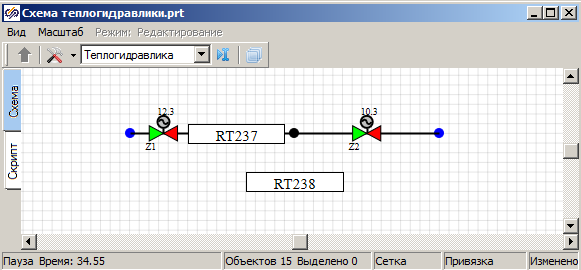 Схема теплогидравлики.prt
Вид Масштаб Режим: Редактирование
Теплогидравлика
Схема
Скрипт
12.3 10.3
RT237
Z1 Z2
RT238
Пауза Время: 34.55 Объектов 15 Выделено 0 Сетка Привязка Изменено